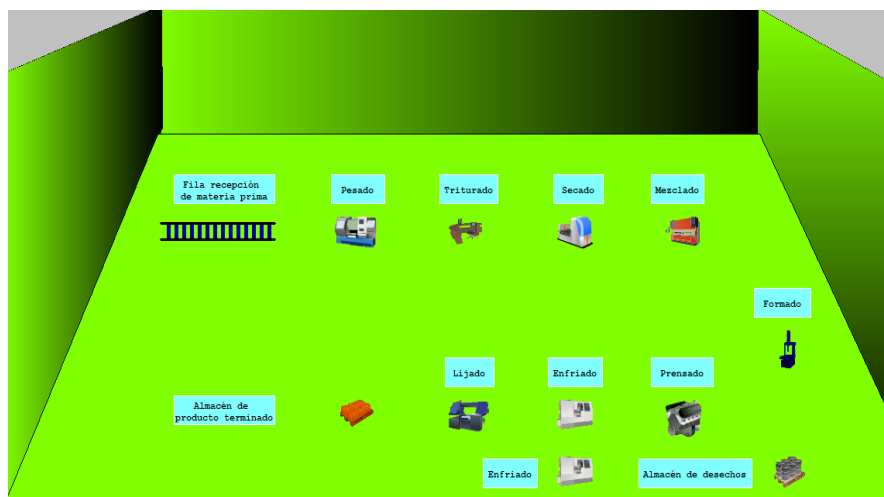 Fila recepción
de materia prima
Pesado
Triturado
Secado
Mezclado
Formado
Lijado
Enfriado
Prensado
Almacén de
producto terminado
Enfriado
Almacén de desechos